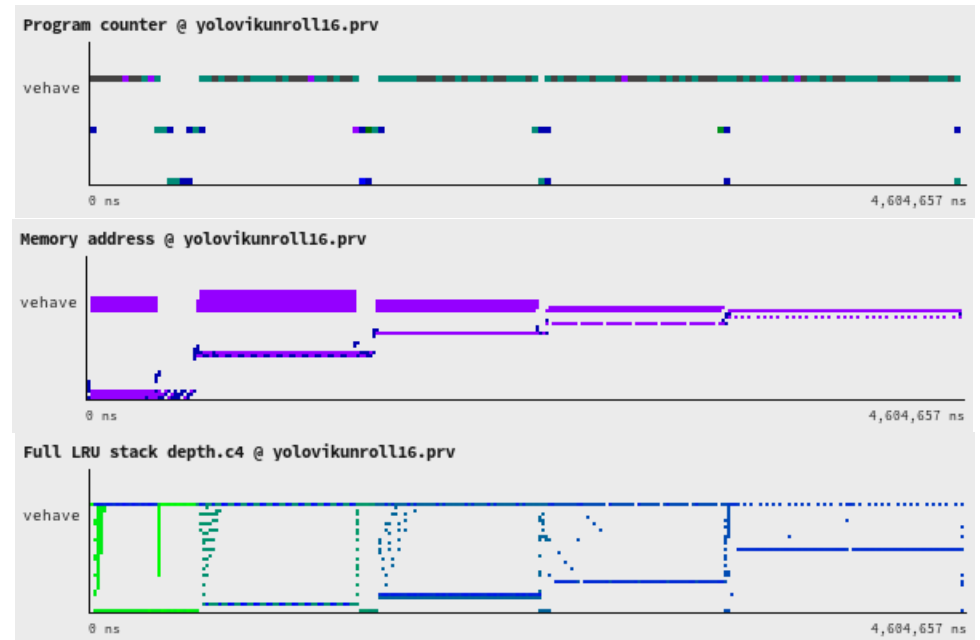 Program counter @ yolovikunroll16.prv
vehave
0 ns 4,604,657 ns
Memory address @ yolovikunroll16.prv
vehave
0 ns 4,604,657 ns
Full LRU stack depth.c4 @ yolovikunroll16.prv
vehave
0 ns 4,604,657 ns